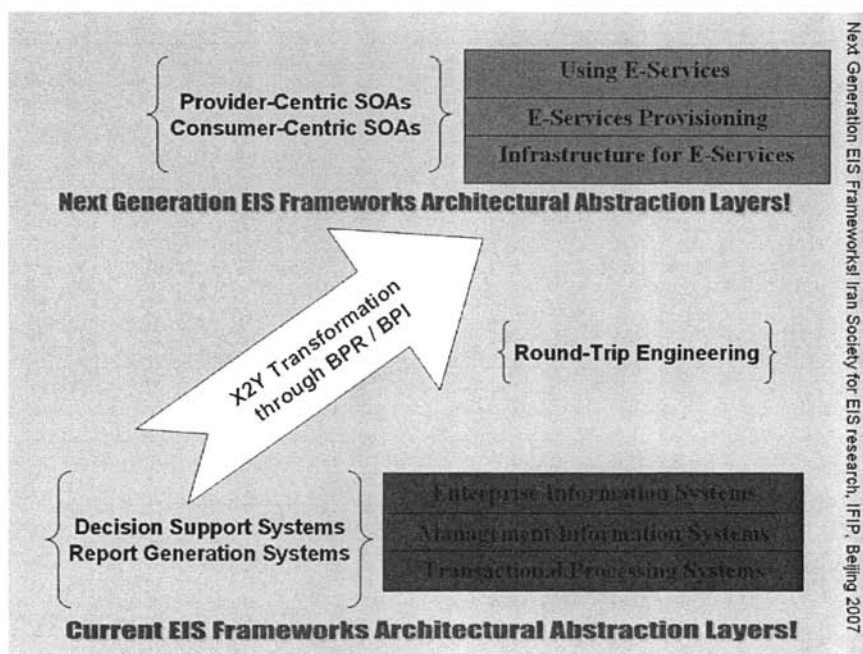 Provider-Centric SOAs
Consumer-Centric SOAs
Using E-Services
E-Services Provisioning
Infrastructure for E-Services
Next Generation EIS Frameworks Architectural Abstraction Layers!
X2Y Transformation
through BPR / BPI
Round-Trip Engineering
Decision Support Systems
Report Generation Systems
Enterprise Information Systems
Management Information Systems
Transactional Processing Systems
Current EIS Frameworks Architectural Abstraction Layers!
Next Generation EIS Frameworks! Iran Society for EIS research, IFIP, Beijing 2007